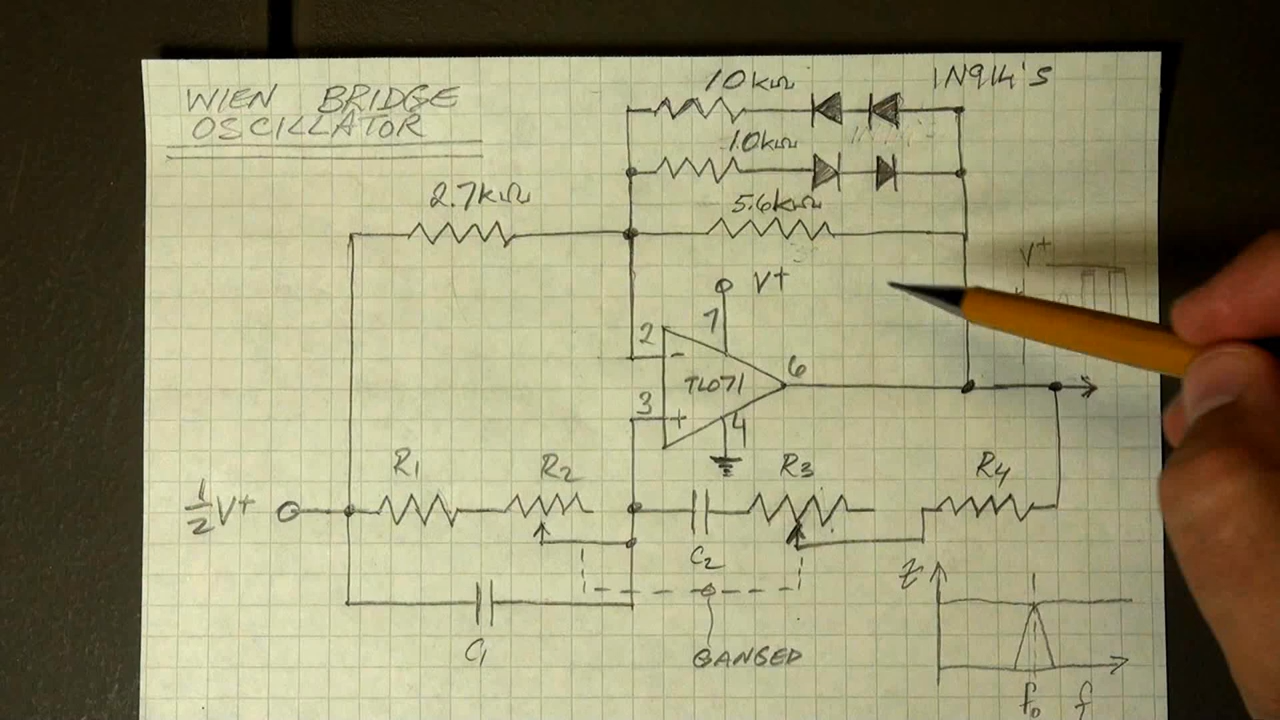 WIEN BRIDGE
OSCILLATOR
10kΩ
1N914'S
10kΩ
2.7kΩ
5.6kΩ
V+
V+
7
2
-
TL071
6
3
+
4
R1
R2
R3
R4
½V+
C2
C1
GANGED
Z
f0
f